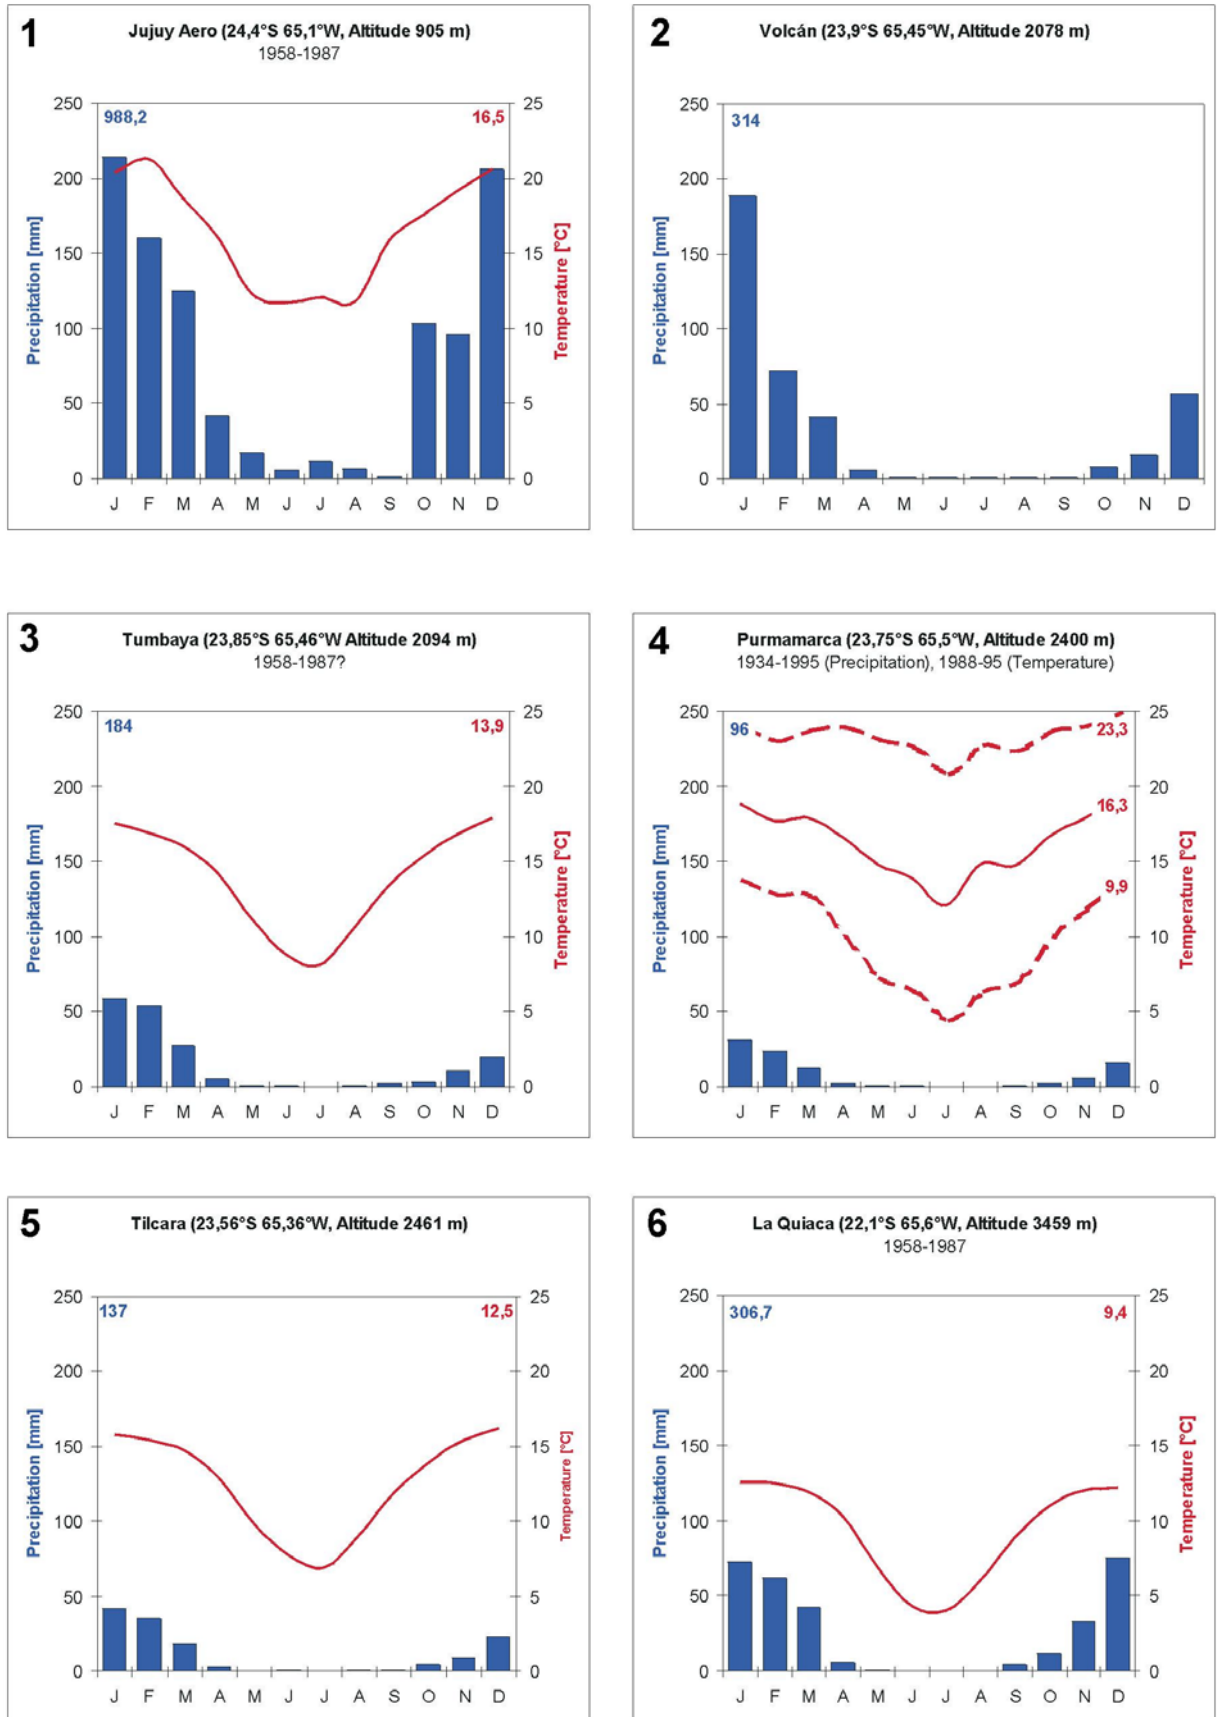 1
Jujuy Aero (24,4°S 65,1°W, Altitude 905 m)
1958-1987
250 25
988,2 16,5
200 20
150 15
100 10
50 5
0 0
Precipitation [mm]
Temperature [°C]
J F M A M J J A S O N D
2
Volcán (23,9°S 65,45°W, Altitude 2078 m)
250
314
200
150
100
50
0
Precipitation [mm]
J F M A M J J A S O N D
3
Tumbaya (23,85°S 65,46°W Altitude 2094 m)
1958-1987?
250 25
184 13,9
200 20
150 15
100 10
50 5
0 0
Precipitation [mm]
Temperature [°C]
J F M A M J J A S O N D
4
Purmamarca (23,75°S 65,5°W, Altitude 2400 m)
1934-1995 (Precipitation), 1988-95 (Temperature)
250 25
96 23,3
200 20
16,3
150 15
9,9
100 10
50 5
0 0
Precipitation [mm]
Temperature [°C]
J F M A M J J A S O N D
5
Tilcara (23,56°S 65,36°W, Altitude 2461 m)
250 25
137 12,5
200 20
150 15
100 10
50 5
0 0
Precipitation [mm]
Temperature [°C]
J F M A M J J A S O N D
6
La Quiaca (22,1°S 65,6°W, Altitude 3459 m)
1958-1987
250 25
306,7 9,4
200 20
150 15
100 10
50 5
0 0
Precipitation [mm]
Temperature [°C]
J F M A M J J A S O N D